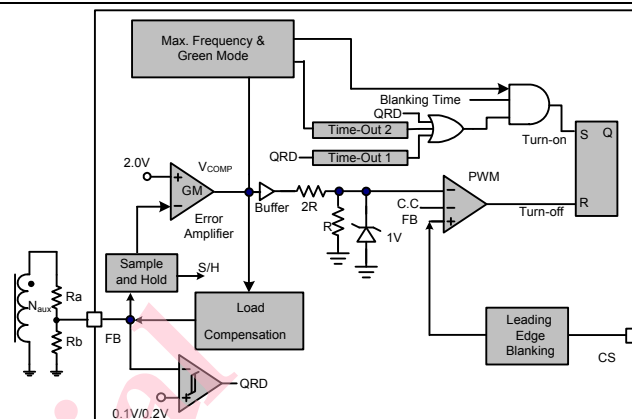 Max. Frequency &
Green Mode
Blanking Time
QRD
Time-Out 2
QRD
Time-Out 1
Turn-on
S
Q
R
Turn-off
2.0V
VCOMP
GM
Error
Amplifier
Buffer
2R
R
1V
PWM
C.C
FB
Sample
and Hold
S/H
Naux
Ra
Rb
FB
Load
Compensation
Leading
Edge
Blanking
CS
QRD
0.1V/0.2V